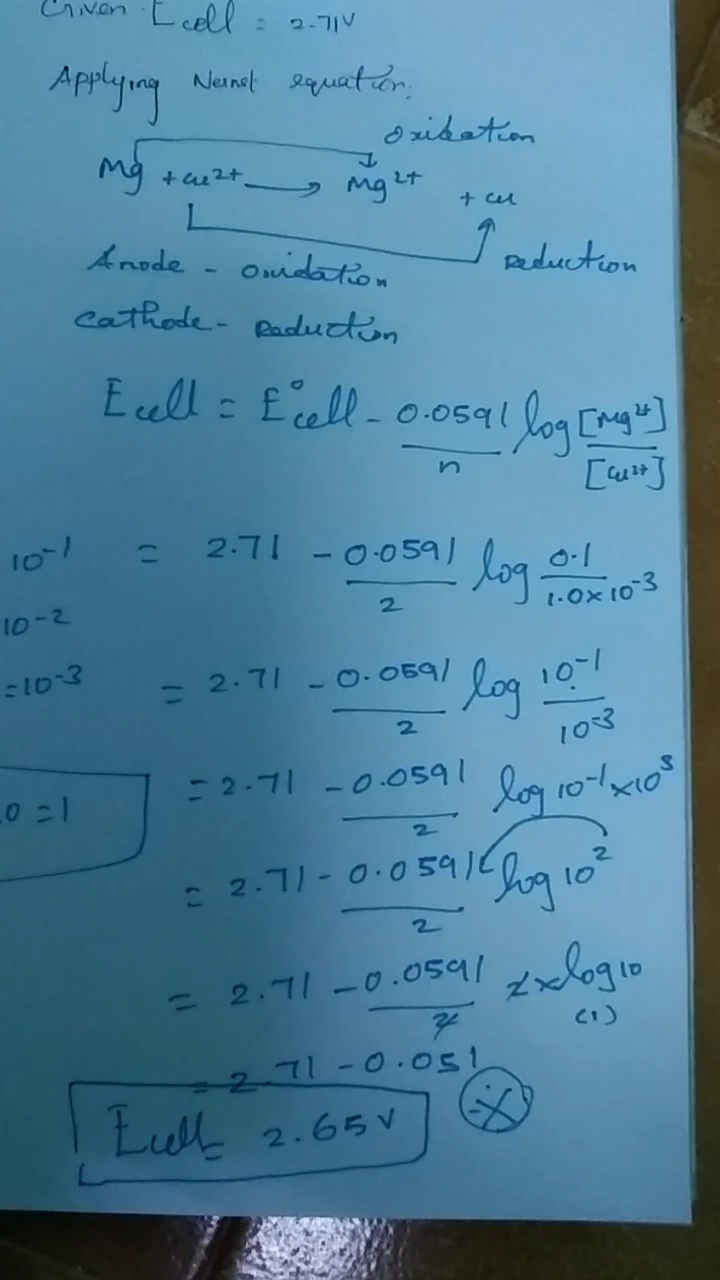 Given Ecell = 2.71V
Applying Nernst equation:
Oxidation
Mg + Cu2+ → Mg2+ + Cu
Reduction
Anode - Oxidation
Cathode - Reduction
Ecell = E°cell - 0.0591/n log [Mg2+]/[Cu2+]
10-1 = 2.71 - 0.0591/2 log 0.1/1.0×10-3
10-2
=10-3 = 2.71 - 0.0591/2 log 10-1/10-3
0 = 1 = 2.71 - 0.0591/2 log 10-1×103
= 2.71 - 0.0591/2 log 10 2
= 2.71 - 0.0591/2 2×log 10
(1)
= 2.71 - 0.051
Ecell = 2.65V